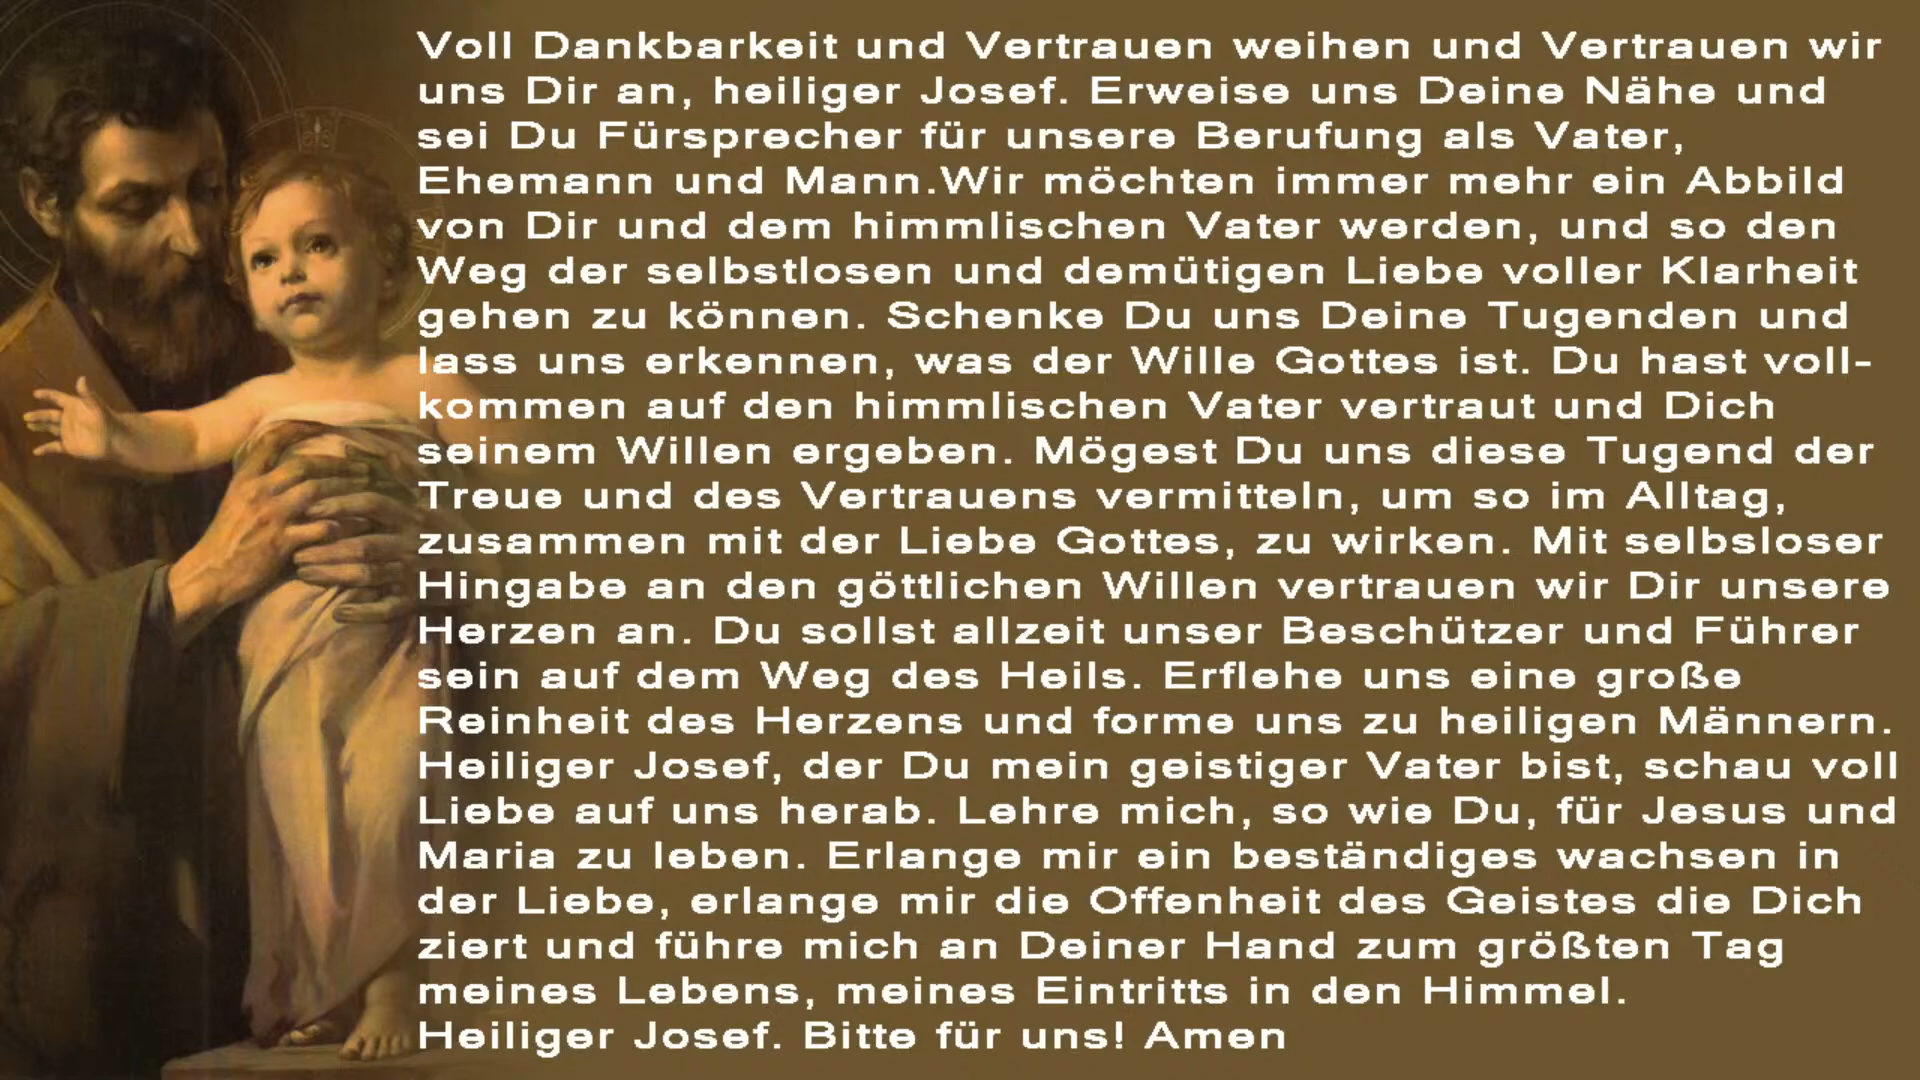 Voll Dankbarkeit und Vertrauen weihen und Vertrauen wir
uns Dir an, heiliger Josef. Erweise uns Deine Nähe und
sei Du Fürsprecher für unsere Berufung als Vater,
Ehemann und Mann.Wir möchten immer mehr ein Abbild
von Dir und dem himmlischen Vater werden, und so den
Weg der selbstlosen und demütigen Liebe voller Klarheit
gehen zu können. Schenke Du uns Deine Tugenden und
lass uns erkennen, was der Wille Gottes ist. Du hast voll-
kommen auf den himmlischen Vater vertraut und Dich
seinem Willen ergeben. Mögest Du uns diese Tugend der
Treue und des Vertrauens vermitteln, um so im Alltag,
zusammen mit der Liebe Gottes, zu wirken. Mit selbsloser
Hingabe an den göttlichen Willen vertrauen wir Dir unsere
Herzen an. Du sollst allzeit unser Beschützer und Führer
sein auf dem Weg des Heils. Erflehe uns eine große
Reinheit des Herzens und forme uns zu heiligen Männern.
Heiliger Josef, der Du mein geistiger Vater bist, schau voll
Liebe auf uns herab. Lehre mich, so wie Du, für Jesus und
Maria zu leben. Erlange mir ein beständiges wachsen in
der Liebe, erlange mir die Offenheit des Geistes die Dich
ziert und führe mich an Deiner Hand zum größten Tag
meines Lebens, meines Eintritts in den Himmel.
Heiliger Josef. Bitte für uns! Amen